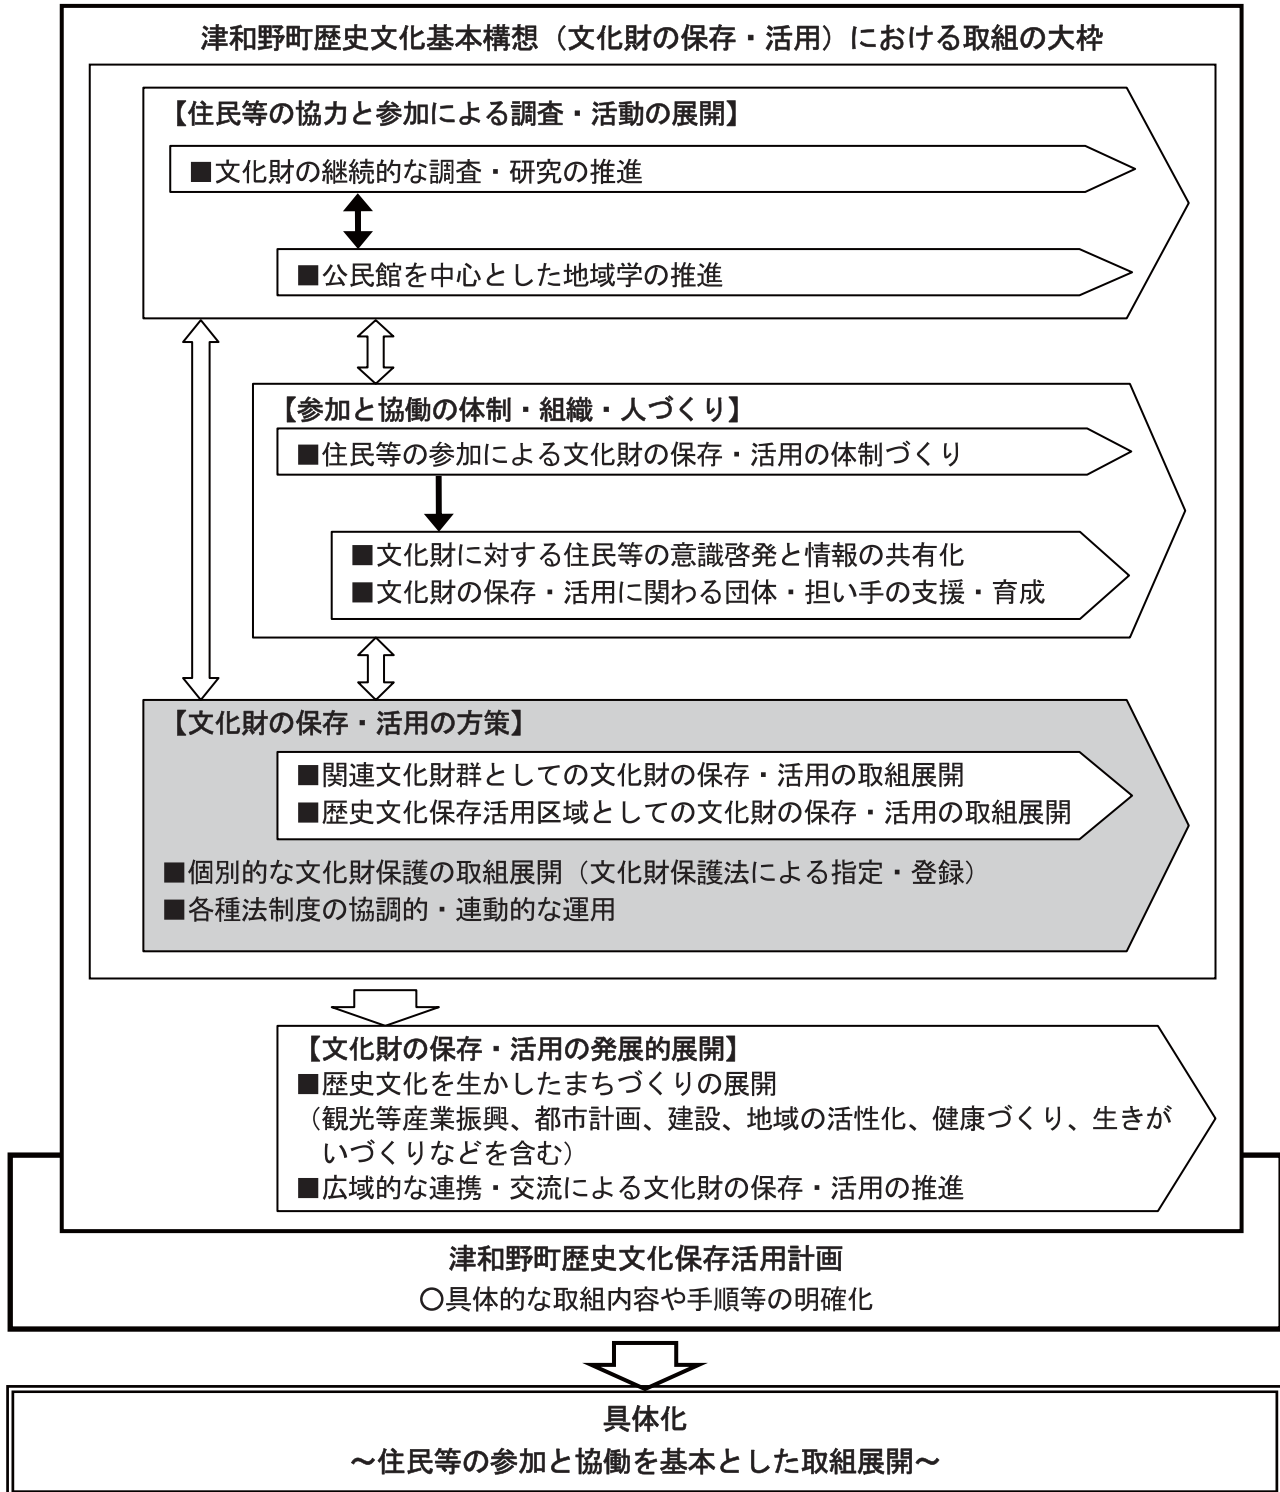 津和野町歴史文化基本構想（文化財の保存・活用）における取組の大枠
【住民等の協力と参加による調査・活動の展開】
■文化財の継続的な調査・研究の推進
■公民館を中心とした地域学の推進
【参加と協働の体制・組織・人づくり】
■住民等の参加による文化財の保存・活用の体制づくり
■文化財に対する住民等の意識啓発と情報の共有化
■文化財の保存・活用に関わる団体・担い手の支援・育成
【文化財の保存・活用の方策】
■関連文化財群としての文化財の保存・活用の取組展開
■歴史文化保存活用区域としての文化財の保存・活用の取組展開
■個別的な文化財保護の取組展開（文化財保護法による指定・登録）
■各種法制度の協調的・連動的な運用
【文化財の保存・活用の発展的展開】
■歴史文化を生かしたまちづくりの展開
（観光等産業振興、都市計画、建設、地域の活性化、健康づくり、生きが
いづくりなどを含む）
■広域的な連携・交流による文化財の保存・活用の推進
津和野町歴史文化保存活用計画
〇具体的な取組内容や手順等の明確化
具体化
～住民等の参加と協働を基本とした取組展開～